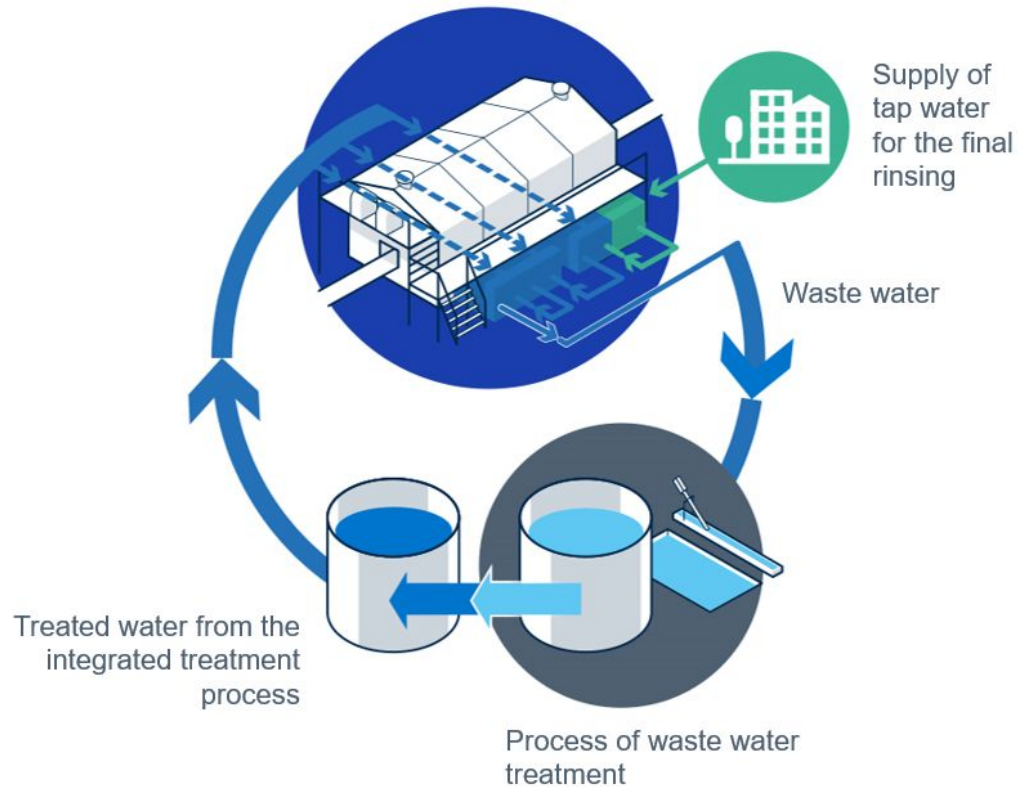 Supply of
tap water
for the final
rinsing
Waste water
Treated water from the
integrated treatment
process
Process of waste water
treatment